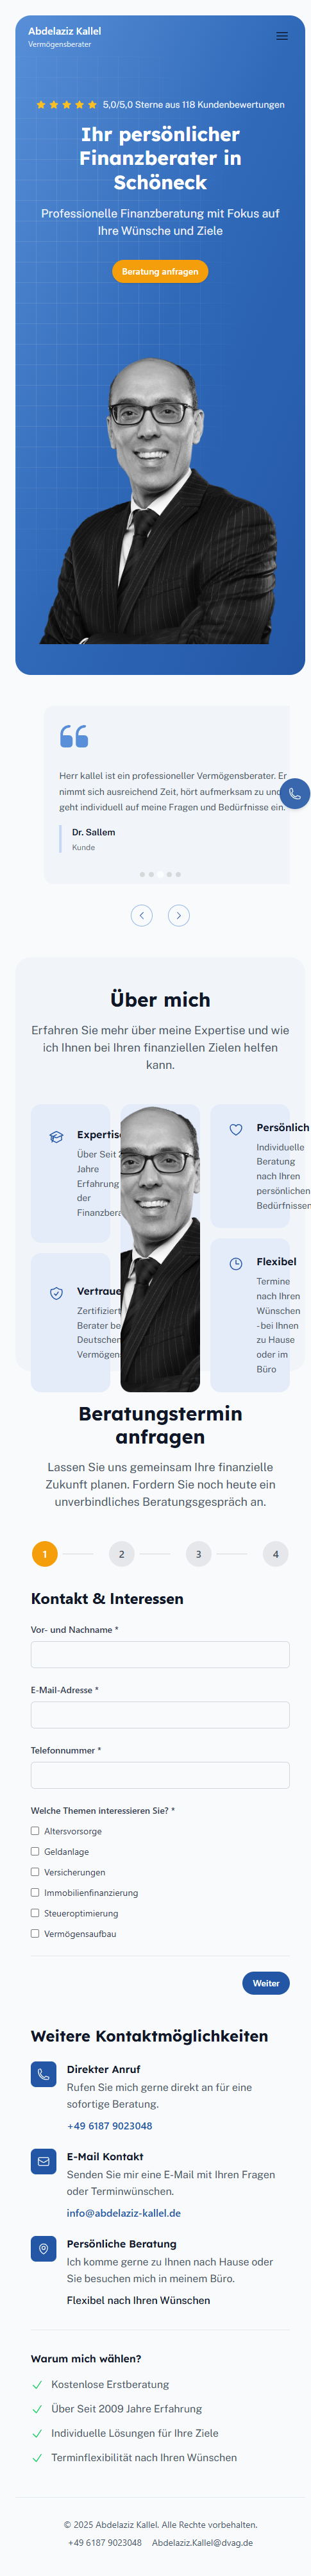 Abdelaziz Kallel
Vermögensberater
5,0/5,0 Sterne aus 118 Kundenbewertungen
Ihr persönlicher
Finanzberater in
Schöneck
Professionelle Finanzberatung mit Fokus auf
Ihre Wünsche und Ziele
Beratung anfragen
Herr kallel ist ein professioneller Vermögensberater. Er
nimmt sich ausreichend Zeit, hört aufmerksam zu und
geht individuell auf meine Fragen und Bedürfnisse ein.
Dr. Sallem
Kunde
Über mich
Erfahren Sie mehr über meine Expertise und wie
ich Ihnen bei Ihren finanziellen Zielen helfen
kann.
Expertise
Über Seit
Jahre
Erfahrung
der
Finanzbera
Vertraue
Zertifiziert
Berater be
Deutschen
Vermögen
Persönlich
Individuelle
Beratung
nach Ihren
persönlichen
Bedürfnissen
Flexibel
Termine
nach Ihren
Wünschen
- bei Ihnen
zu Hause
oder im
Büro
Beratungstermin
anfragen
Lassen Sie uns gemeinsam Ihre finanzielle
Zukunft planen. Fordern Sie noch heute ein
unverbindliches Beratungsgespräch an.
1 2 3 4
Kontakt & Interessen
Vor- und Nachname *
E-Mail-Adresse *
Telefonnummer *
Welche Themen interessieren Sie? *
Altersvorsorge
Geldanlage
Versicherungen
Immobilienfinanzierung
Steueroptimierung
Vermögensaufbau
Weiter
Weitere Kontaktmöglichkeiten
Direkter Anruf
Rufen Sie mich gerne direkt an für eine
sofortige Beratung.
+49 6187 9023048
E-Mail Kontakt
Senden Sie mir eine E-Mail mit Ihren Fragen
oder Terminwünschen.
info@abdelaziz-kallel.de
Persönliche Beratung
Ich komme gerne zu Ihnen nach Hause oder
Sie besuchen mich in meinem Büro.
Flexibel nach Ihren Wünschen
Warum mich wählen?
Kostenlose Erstberatung
Über Seit 2009 Jahre Erfahrung
Individuelle Lösungen für Ihre Ziele
Terminflexibilität nach Ihren Wünschen
© 2025 Abdelaziz Kallel. Alle Rechte vorbehalten.
+49 6187 9023048 Abdelaziz.Kallel@dvag.de